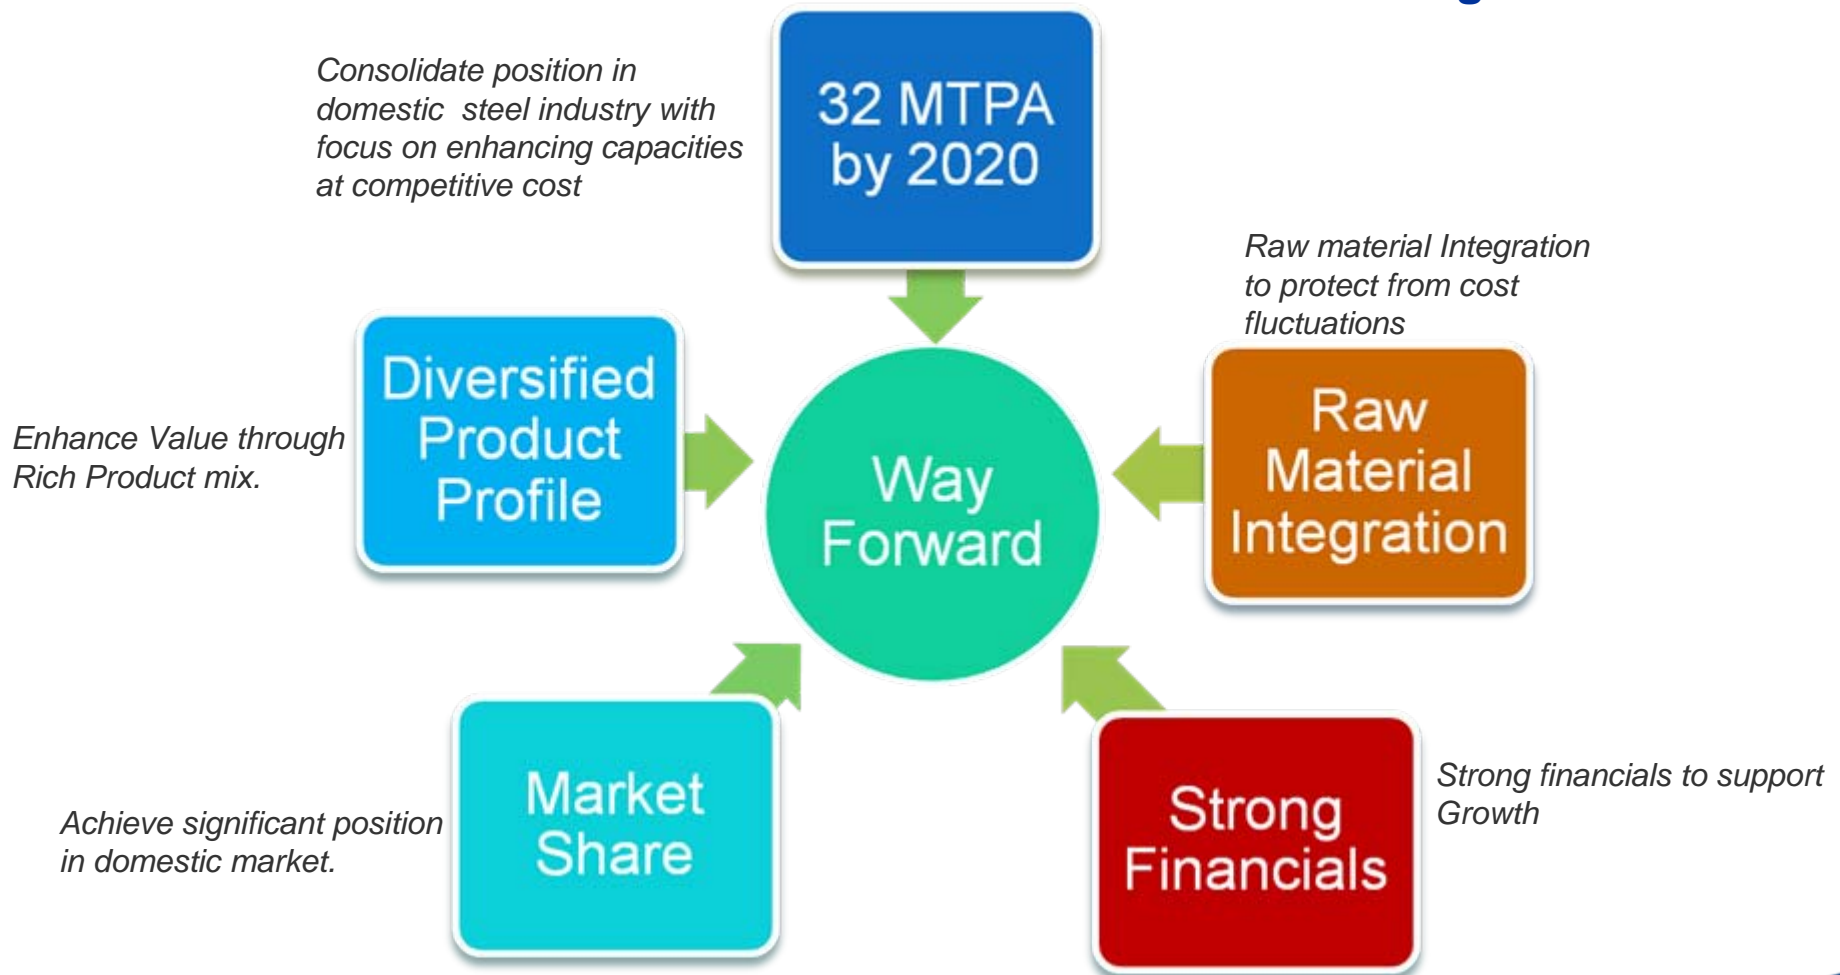 Consolidate position in
domestic steel industry with
focus on enhancing capacities
at competitive cost
32 MTPA
by 2020
Raw material Integration
to protect from cost
fluctuations
Diversified
Product
Profile
Enhance Value through
Rich Product mix.
Way
Forward
Raw
Material
Integration
Market
Share
Achieve significant position
in domestic market.
Strong
Financials
Strong financials to support
Growth